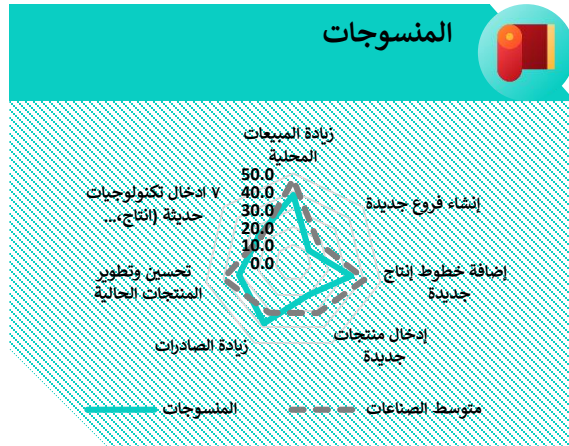 المنسوجات
زيادة المبيعات
المحلية
50.0
40.0
30.0
20.0
10.0
0.0
إنشاء فروع جديدة
إضافة خطوط إنتاج
جديدة
إدخال منتجات
جديدة
زيادة الصادرات
تحسين وتطوير
المنتجات الحالية
٧ ادخال تكنولوجيات
حديثة (انتاج،...
متوسط الصناعات
المنسوجات